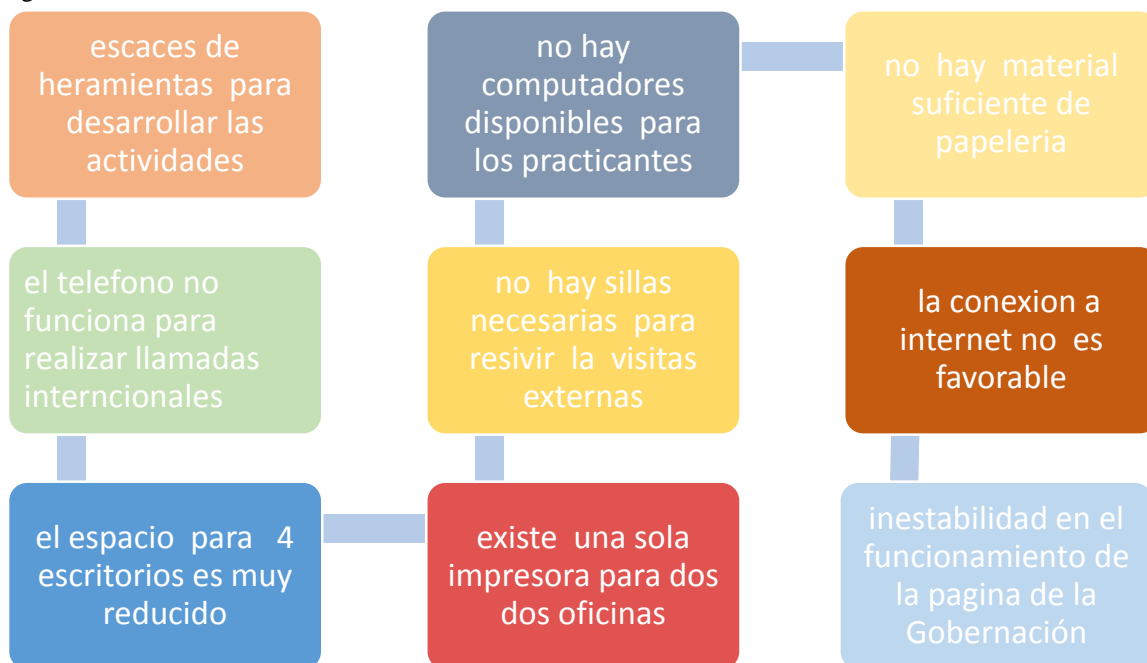 escaces de
heramientas para
desarrollar las
actividades
el telefono no
funciona para
realizar llamadas
interncionales
el espacio para 4
escritorios es muy
reducido
existe una sola
impresora para dos
dos oficinas
no hay sillas
necesarias para
resivir la visitas
externas
no hay
computadores
disponibles para
los practicantes
no hay material
suficiente de
papeleria
la conexion a
internet no es
favorable
inestabilidad en el
funcionamiento de
la pagina de la
Gobernación